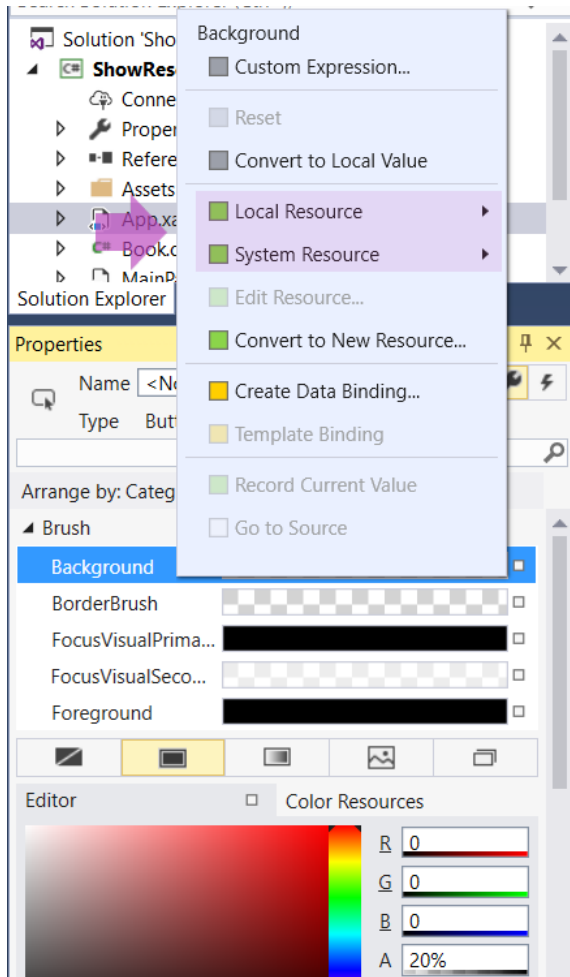 Solution 'Sho
ShowRes
Conne
Proper
Refere
Assets
App.xa
Book.c
MainP
Solution Explorer
Background
Custom Expression...
Reset
Convert to Local Value
Local Resource
System Resource
Edit Resource...
Convert to New Resource...
Create Data Binding...
Template Binding
Record Current Value
Go to Source
Properties
Name <No
Type But
Arrange by: Categ
Brush
Background
BorderBrush
FocusVisualPrima...
FocusVisualSeco...
Foreground
Editor
Color Resources
R 0
G 0
B 0
A 20%